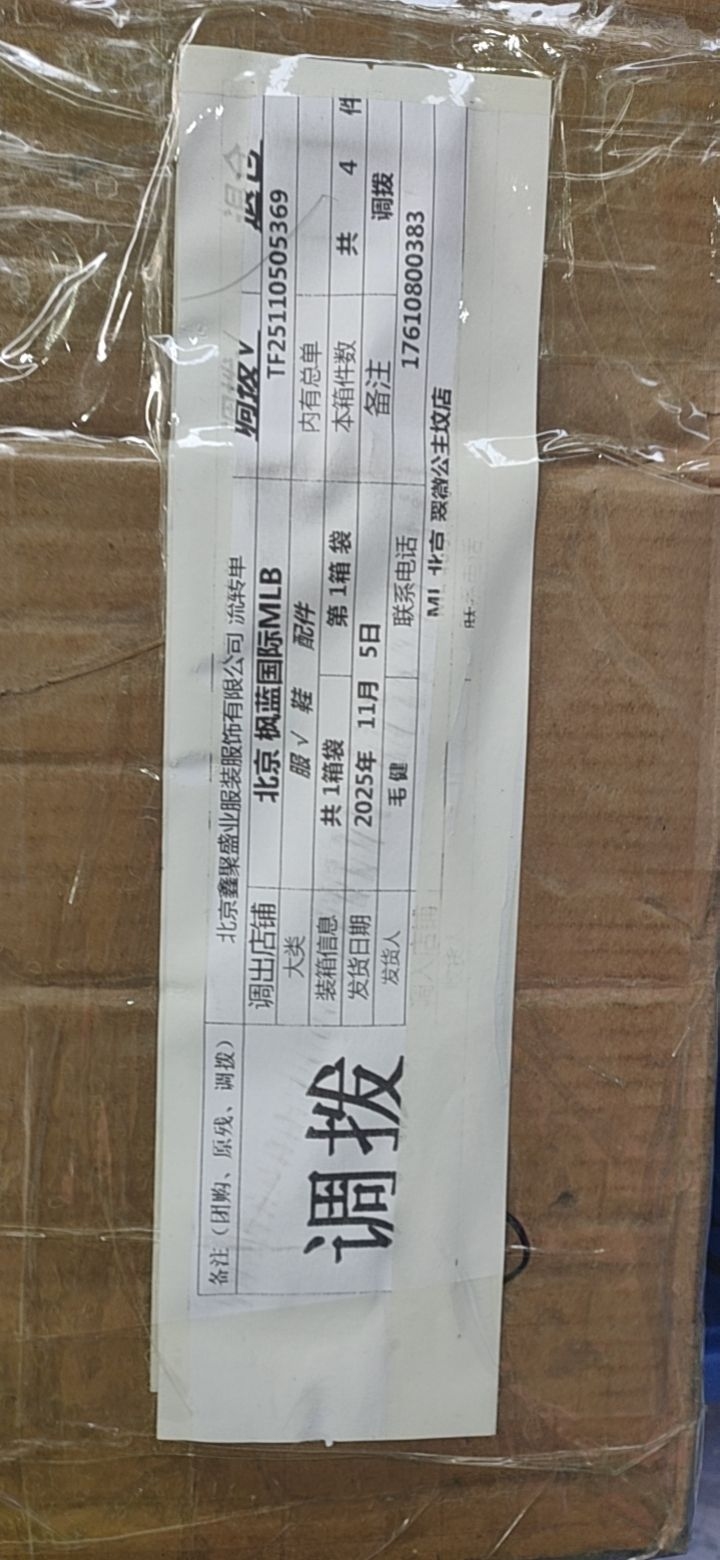 备注（团购、原残、调拨）
调拨
北京鑫聚盛业服装服饰有限公司 流转单
调出店铺 北京 枫蓝国际MLB
TF25110505369
大类 服 √ 鞋 配件 内有总单
装箱信息 共 1箱袋 第 1箱 袋 本箱件数 共 4 件
发货日期 2025年 11月 5日 备注 调拨
发货人 毛健 联系电话 17610800383
北京 翠微公主坟店